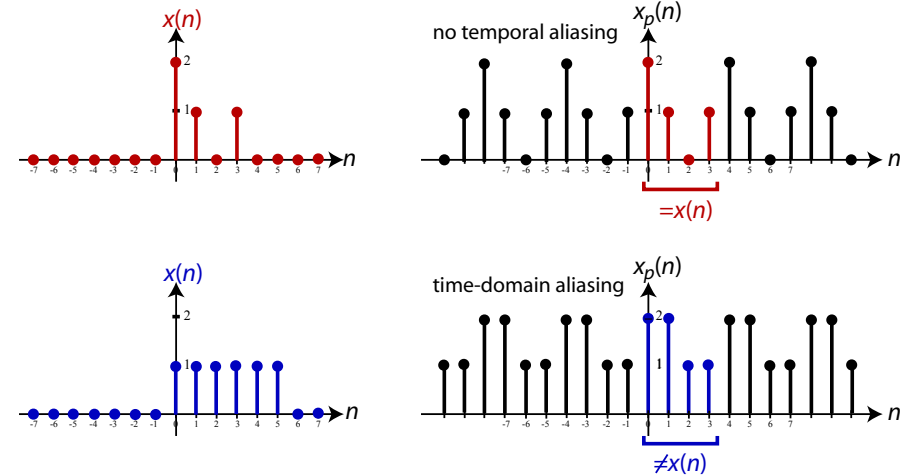 x(n)
2
1
n
-7 -6 -5 -4 -3 -2 -1 0 1 2 3 4 5 6 7
no temporal aliasing
xp(n)
2
1
n
-7 -6 -5 -4 -3 -2 -1 0 1 2 3 4 5 6 7
=x(n)
x(n)
2
1
n
-7 -6 -5 -4 -3 -2 -1 0 1 2 3 4 5 6 7
time-domain aliasing
xp(n)
2
1
n
-7 -6 -5 -4 -3 -2 -1 0 1 2 3 4 5 6 7
≠x(n)